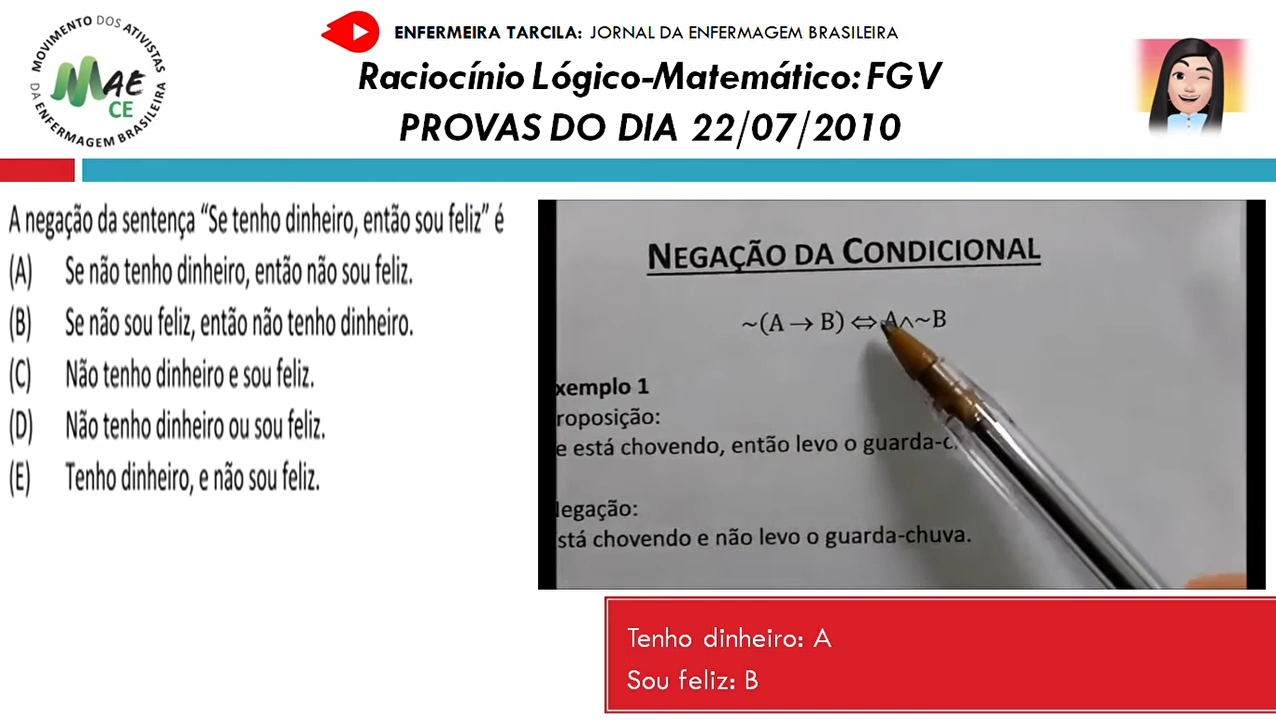 MOVIMENTO DOS ATIVISTAS
DA ENFERMAGEM BRASILEIRA
MAE
CE
ENFERMEIRA TARCILA: JORNAL DA ENFERMAGEM BRASILEIRA
Raciocínio Lógico-Matemático: FGV
PROVAS DO DIA 22/07/2010
A negação da sentença “Se tenho dinheiro, então sou feliz” é
(A) Se não tenho dinheiro, então não sou feliz.
(B) Se não sou feliz, então não tenho dinheiro.
(C) Não tenho dinheiro e sou feliz.
(D) Não tenho dinheiro ou sou feliz.
(E) Tenho dinheiro, e não sou feliz.
NEGAÇÃO DA CONDICIONAL
~(A → B) ⇔ A∧~B
xemplo 1
roposição:
e está chovendo, então levo o guarda-c
legação:
stá chovendo e não levo o guarda-chuva.
Tenho dinheiro: A
Sou feliz: B